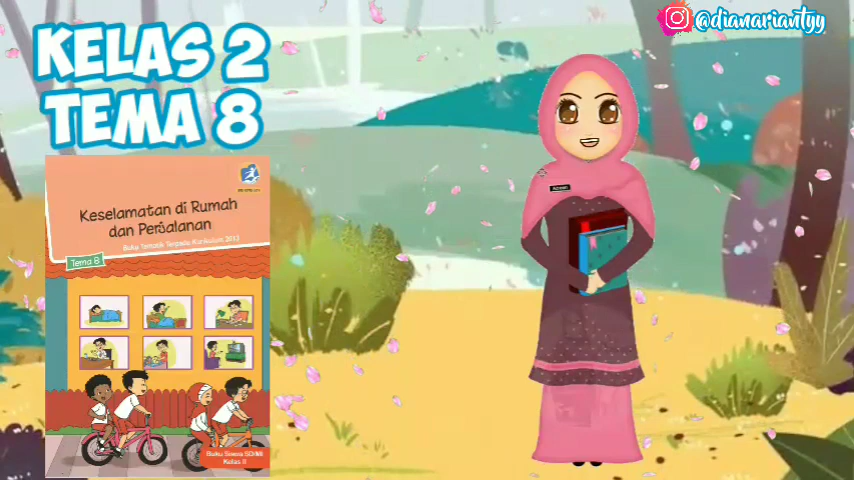 @dianariantyy
KELAS 2
TEMA 8
Keselamatan di Rumah
dan Perjalanan
Buku Tematik Terpadu Kurikulum 2013
Tema 8
Buku Siswa SD/MI
Kelas II